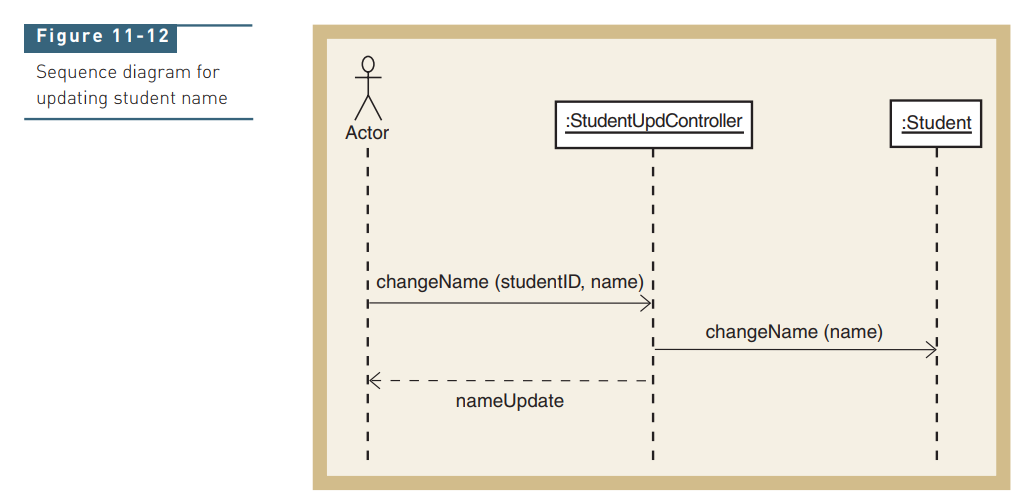 Figure 11-12
Sequence diagram for
updating student name
Actor
:StudentUpdController
:Student
changeName (studentID, name)
changeName (name)
nameUpdate